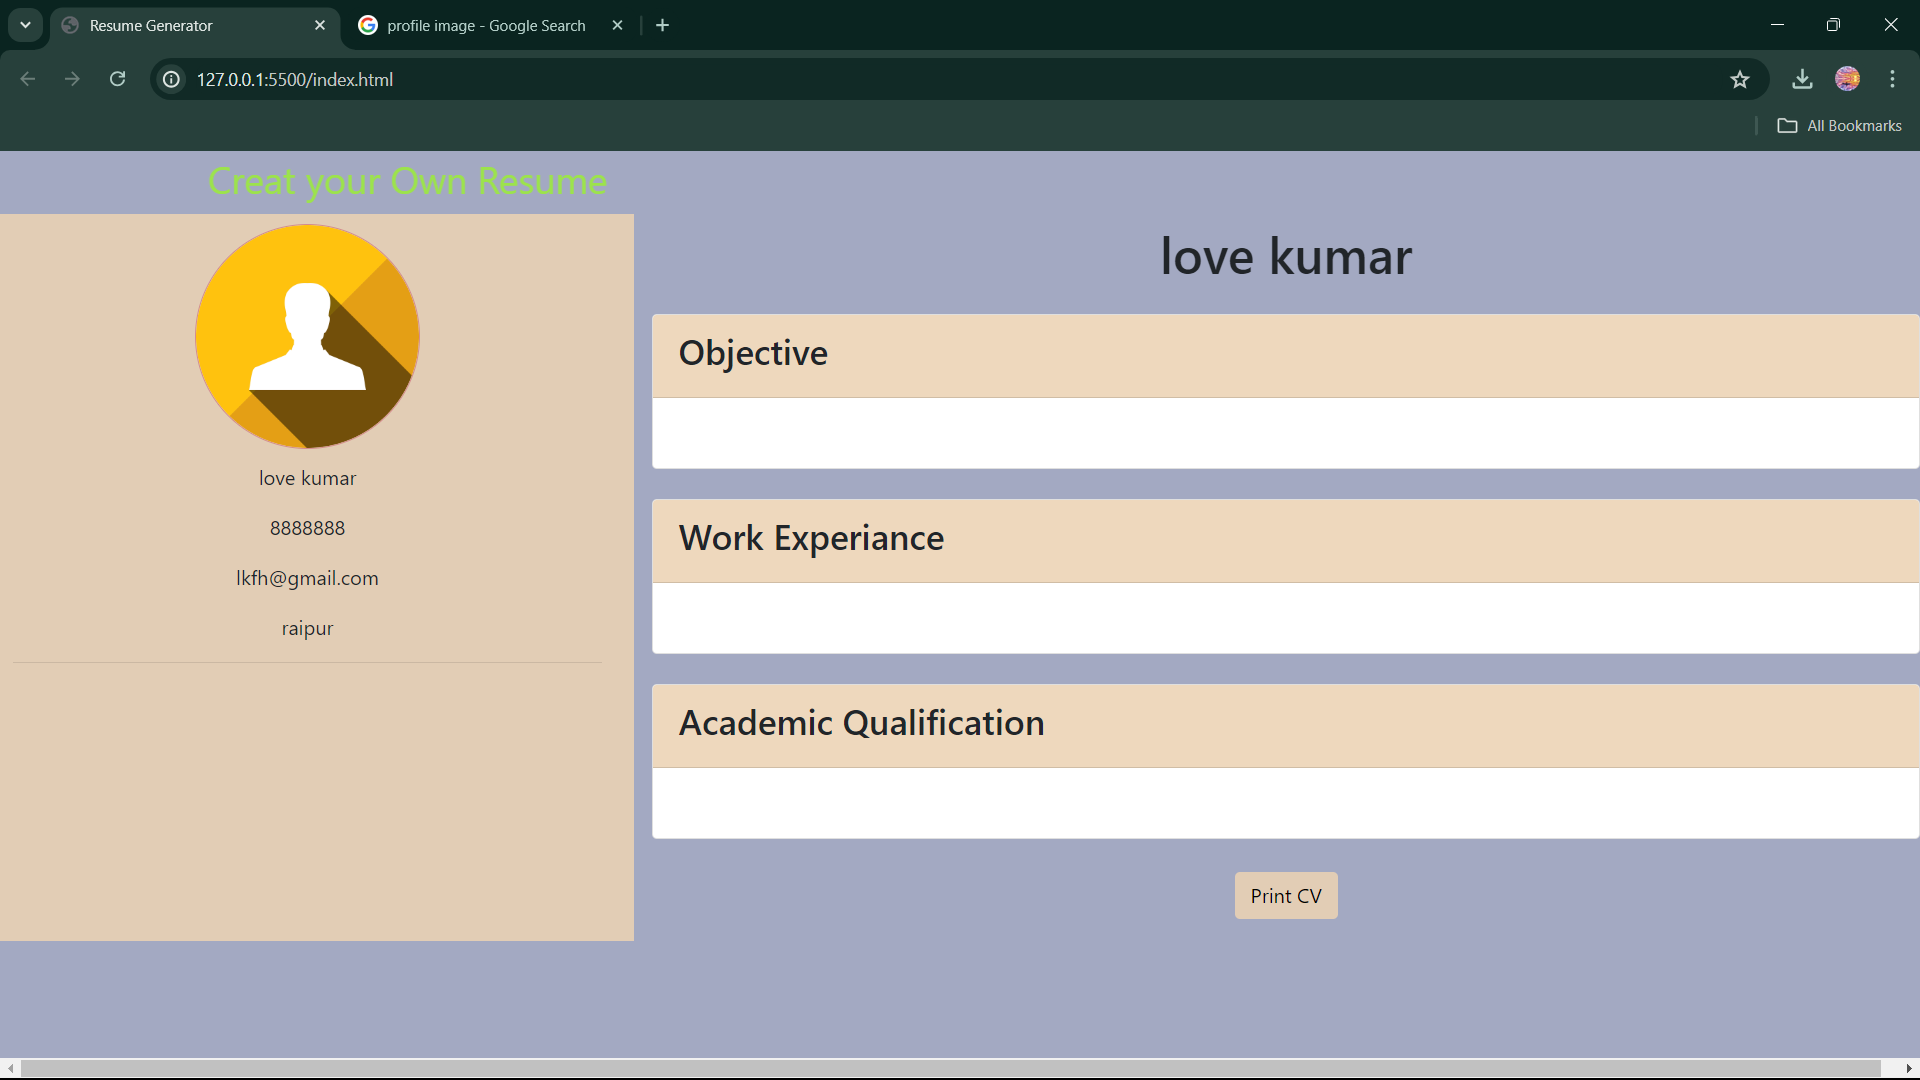 Resume Generator
profile image - Google Search
127.0.0.1:5500/index.html
All Bookmarks
Creat your Own Resume
love kumar
8888888
lkfh@gmail.com
raipur
love kumar
Objective
Work Experiance
Academic Qualification
Print CV